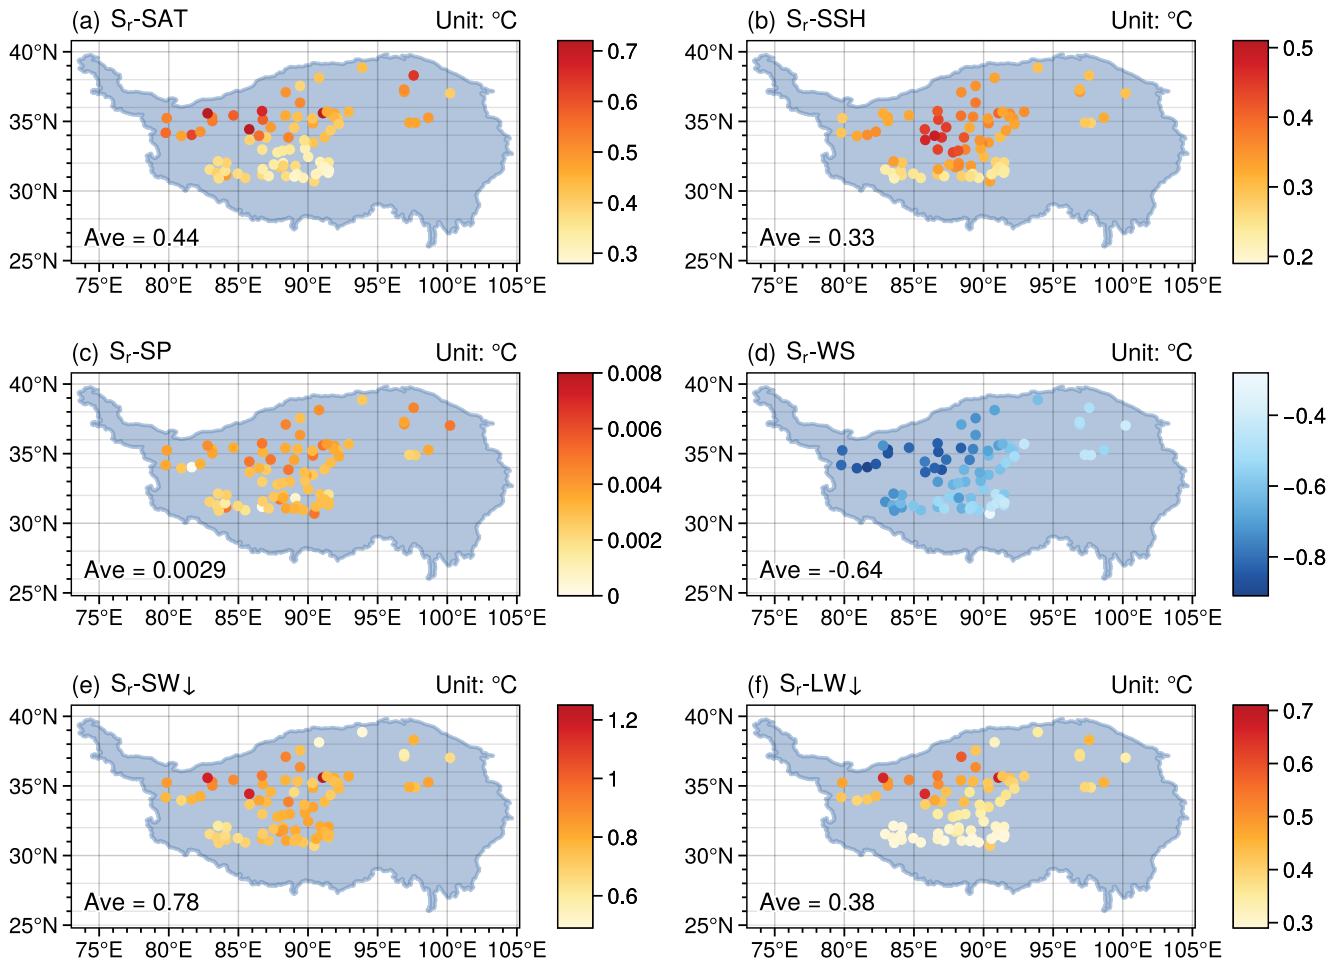 (a) Sᵣ-SAT Unit: °C
(b) Sᵣ-SSH Unit: °C
40°N
35°N
30°N
25°N
Ave = 0.44
75°E 80°E 85°E 90°E 95°E 100°E 105°E
0.7
0.6
0.5
0.4
0.3
40°N
35°N
30°N
25°N
Ave = 0.33
75°E 80°E 85°E 90°E 95°E 100°E 105°E
0.5
0.4
0.3
0.2
(c) Sᵣ-SP Unit: °C
(d) Sᵣ-WS Unit: °C
40°N
35°N
30°N
25°N
Ave = 0.0029
75°E 80°E 85°E 90°E 95°E 100°E 105°E
0.008
0.006
0.004
0.002
0
40°N
35°N
30°N
25°N
Ave = -0.64
75°E 80°E 85°E 90°E 95°E 100°E 105°E
−0.4
−0.6
−0.8
(e) Sᵣ-SW↓ Unit: °C
(f) Sᵣ-LW↓ Unit: °C
40°N
35°N
30°N
25°N
Ave = 0.78
75°E 80°E 85°E 90°E 95°E 100°E 105°E
1.2
1
0.8
0.6
40°N
35°N
30°N
25°N
Ave = 0.38
75°E 80°E 85°E 90°E 95°E 100°E 105°E
0.7
0.6
0.5
0.4
0.3